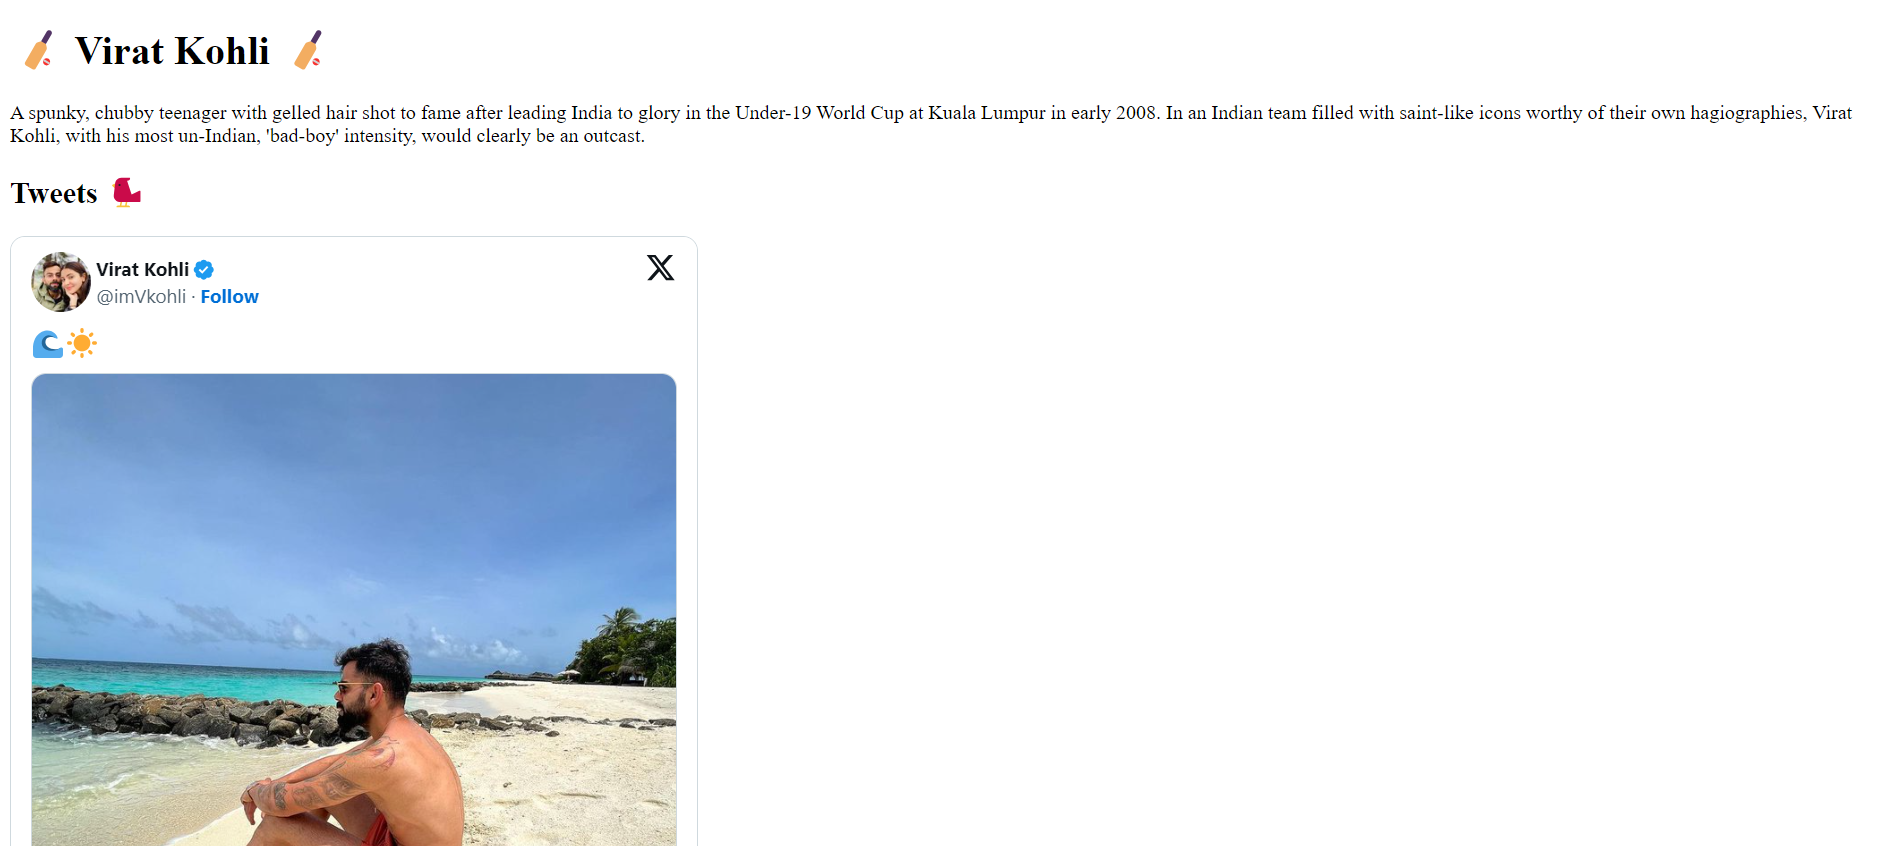 Virat Kohli
A spunky, chubby teenager with gelled hair shot to fame after leading India to glory in the Under-19 World Cup at Kuala Lumpur in early 2008. In an Indian team filled with saint-like icons worthy of their own hagiographies, Virat
Kohli, with his most un-Indian, 'bad-boy' intensity, would clearly be an outcast.
Tweets
Virat Kohli
@imVkohli · Follow